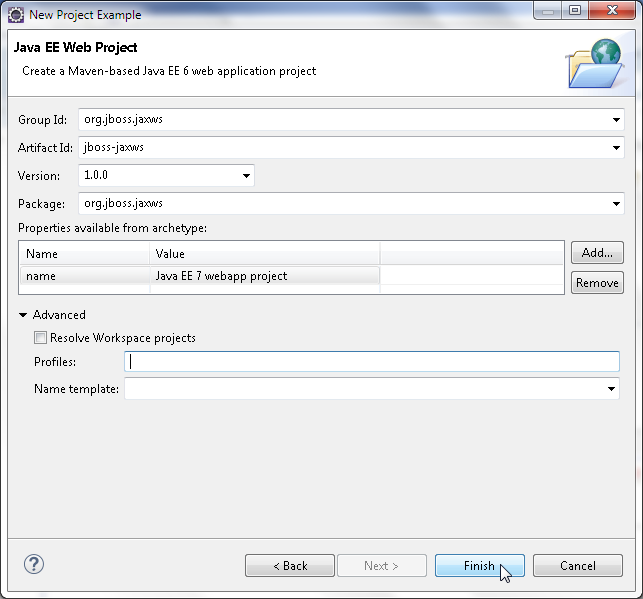 New Project Example
Java EE Web Project
Create a Maven-based Java EE 6 web application project
Group Id: org.jboss.jaxws
Artifact Id: jboss-jaxws
Version: 1.0.0
Package: org.jboss.jaxws
Properties available from archetype:
Name Value Add...
name Java EE 7 webapp project
Remove
Advanced
Resolve Workspace projects
Profiles:
Name template:
? < Back Next > Finish Cancel